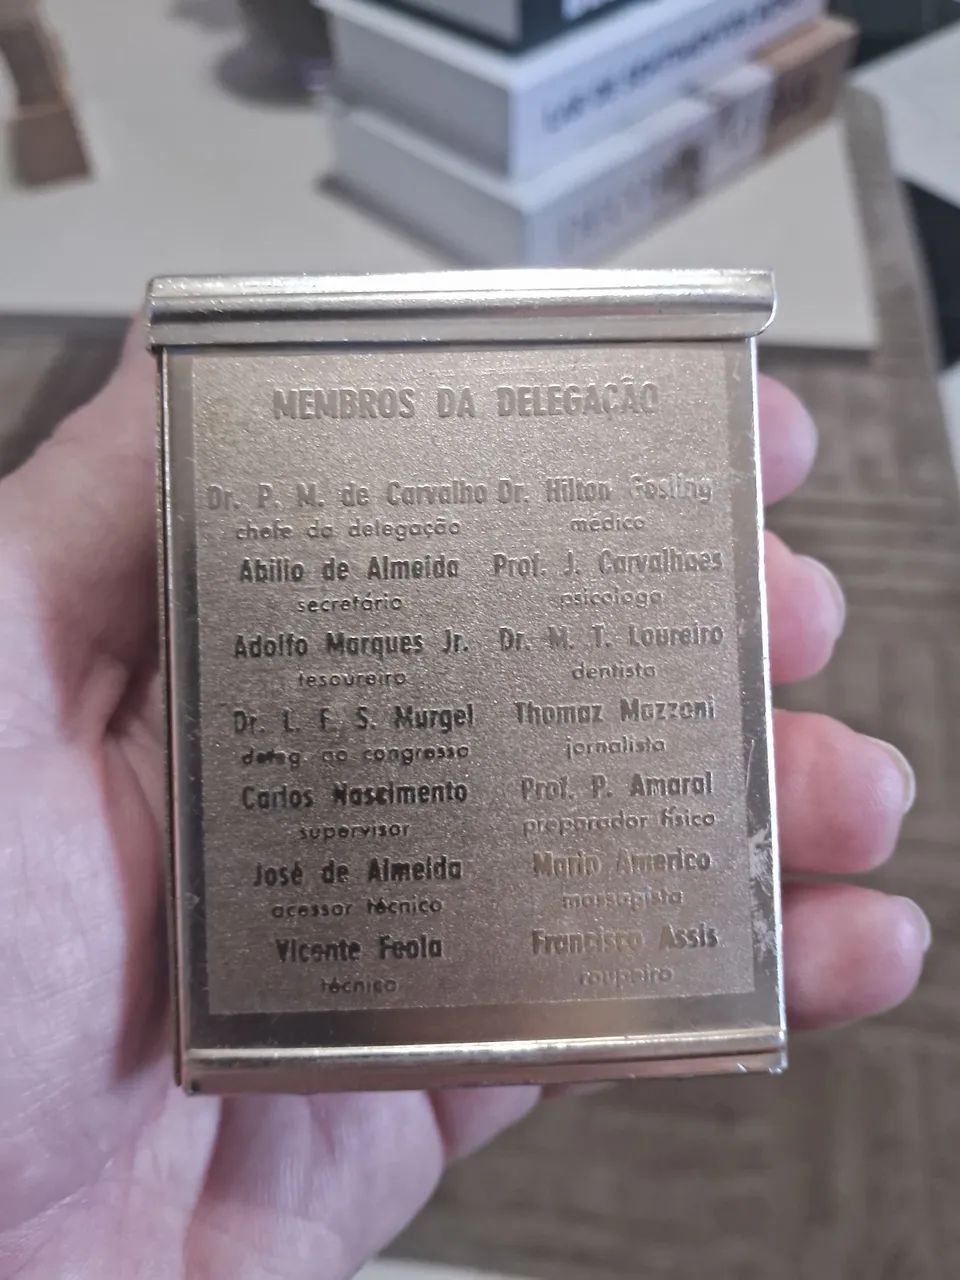 MEMBROS DA DELEGAÇÃO
Dr. P. M. de Carvalho
chefe da delegação
Abilio de Almeida
secretário
Adolfo Marques Jr.
tesoureiro
Dr. L. F. S. Murgel
deleg. ao congresso
Carlos Nascimento
supervisor
José de Almeida
acessor técnico
Vicente Feola
técnico
Dr. Hilton Gosling
médico
Prof. J. Carvalhaes
psicologo
Dr. M. T. Loureiro
dentista
Thomaz Mazzoni
jornalista
Prof. P. Amaral
preparador físico
Mario Americo
massagista
Francisco Assis
roupeiro